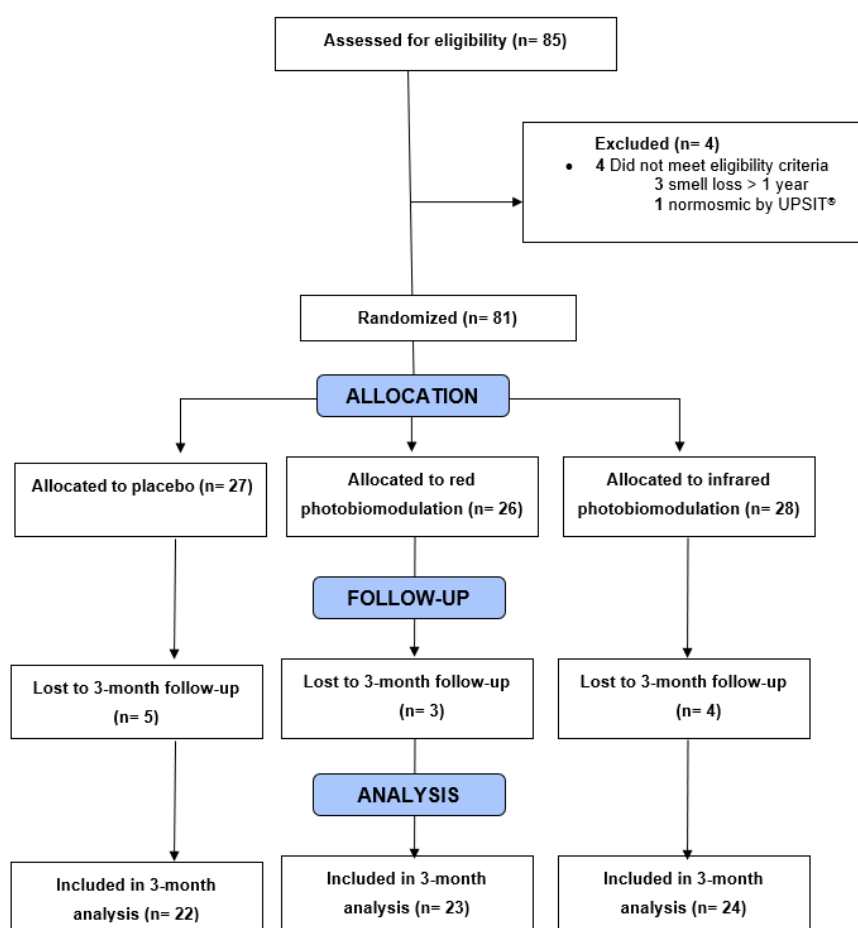 Assessed for eligibility (n= 85)
Excluded (n= 4)
• 4 Did not meet eligibility criteria
3 smell loss > 1 year
1 normosmic by UPSIT®
Randomized (n= 81)
ALLOCATION
Allocated to placebo (n= 27)
Allocated to red
photobiomodulation (n= 26)
Allocated to infrared
photobiomodulation (n= 28)
FOLLOW-UP
Lost to 3-month follow-up
(n= 5)
Lost to 3-month follow-up
(n= 3)
Lost to 3-month follow-up
(n= 4)
ANALYSIS
Included in 3-month
analysis (n= 22)
Included in 3-month
analysis (n= 23)
Included in 3-month
analysis (n= 24)